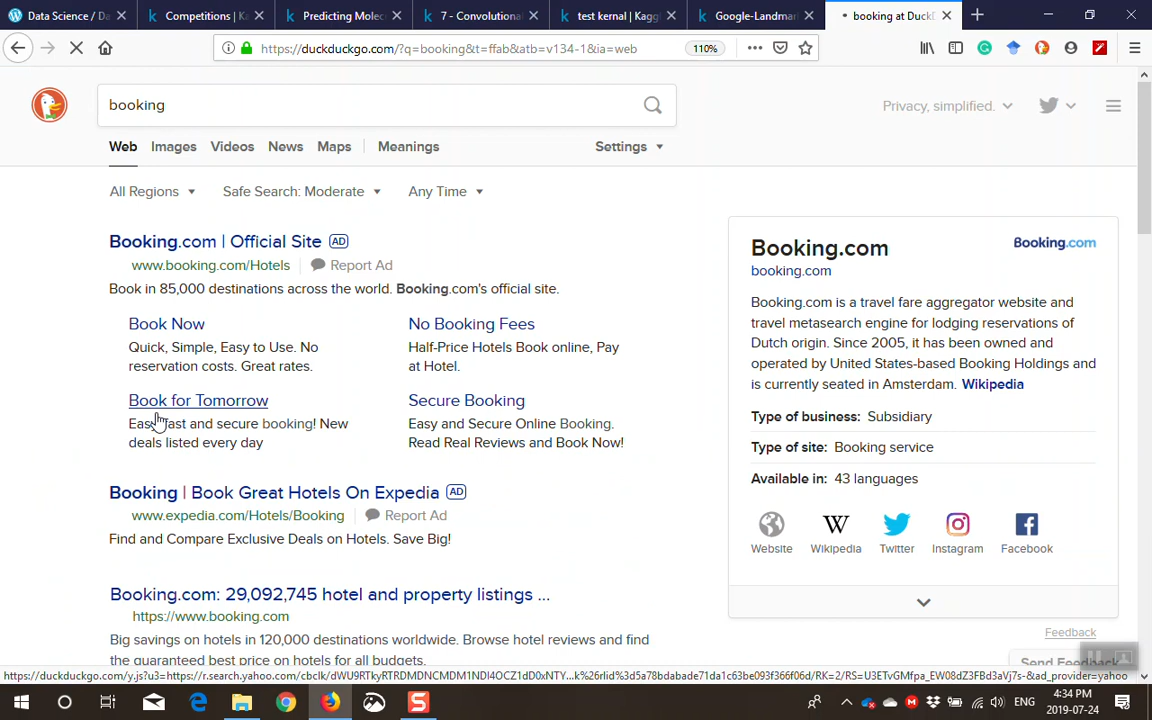 Data Science / Da
Competitions | Ka
Predicting Molec
7 - Convolutional
test kernal | Kaggl
Google-Landmar
booking at DuckD
https://duckduckgo.com/?q=booking&t=ffab&atb=v134-1&ia=web
110%
booking
Privacy, simplified.
Web Images Videos News Maps Meanings Settings
All Regions Safe Search: Moderate Any Time
Booking.com | Official Site AD
www.booking.com/Hotels Report Ad
Book in 85,000 destinations across the world. Booking.com's official site.
Book Now
Quick, Simple, Easy to Use. No
reservation costs. Great rates.
No Booking Fees
Half-Price Hotels Book online, Pay
at Hotel.
Book for Tomorrow
Easy, fast and secure booking! New
deals listed every day
Secure Booking
Easy and Secure Online Booking.
Read Real Reviews and Book Now!
Booking | Book Great Hotels On Expedia AD
www.expedia.com/Hotels/Booking Report Ad
Find and Compare Exclusive Deals on Hotels. Save Big!
Booking.com: 29,092,745 hotel and property listings ...
https://www.booking.com
Big savings on hotels in 120,000 destinations worldwide. Browse hotel reviews and find
the guaranteed best price on hotels for all budgets.
Booking.com
Booking.com
booking.com
Booking.com is a travel fare aggregator website and
travel metasearch engine for lodging reservations of
Dutch origin. Since 2005, it has been owned and
operated by United States-based Booking Holdings and
is currently seated in Amsterdam. Wikipedia
Type of business: Subsidiary
Type of site: Booking service
Available in: 43 languages
Website Wikipedia Twitter Instagram Facebook
Feedback
Send Feedback
ENG
4:34 PM
2019-07-24